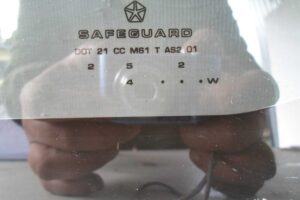 SAFEGUARD
DOT 21 CC M61 T AS2 01
2 5 2
4 • • • W